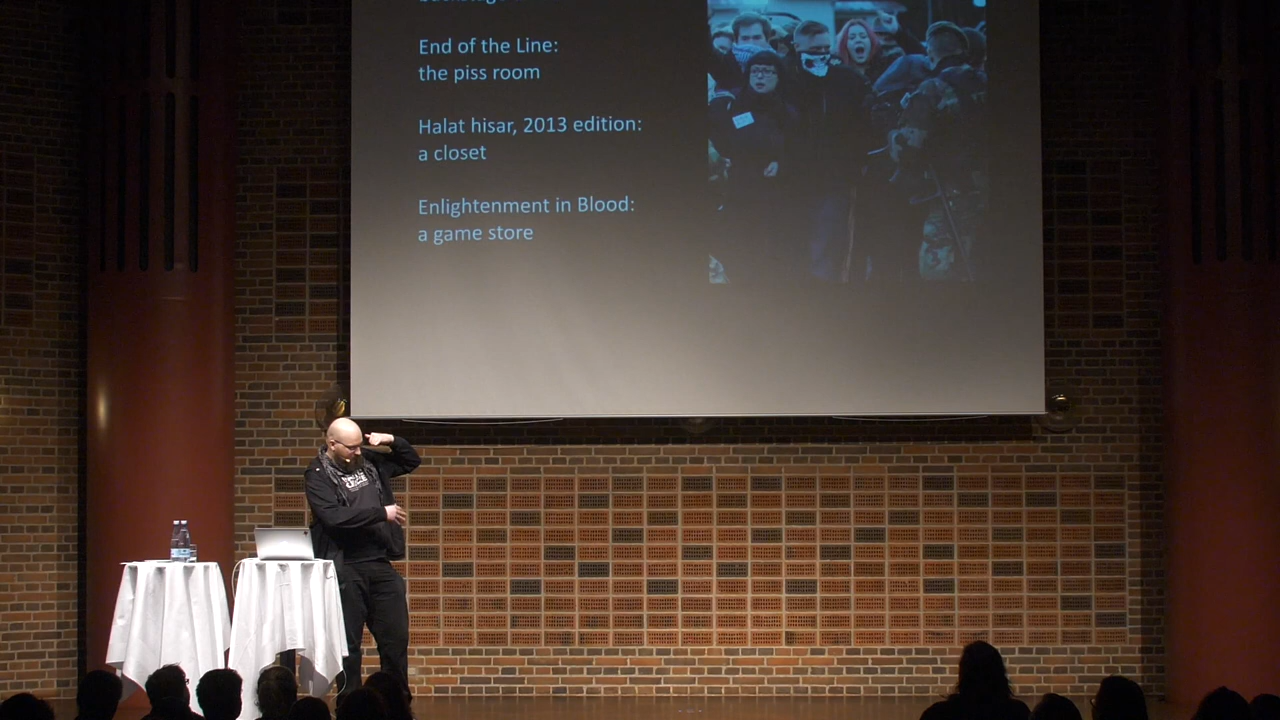 End of the Line:
the piss room
Halat hisar, 2013 edition:
a closet
Enlightenment in Blood:
a game store